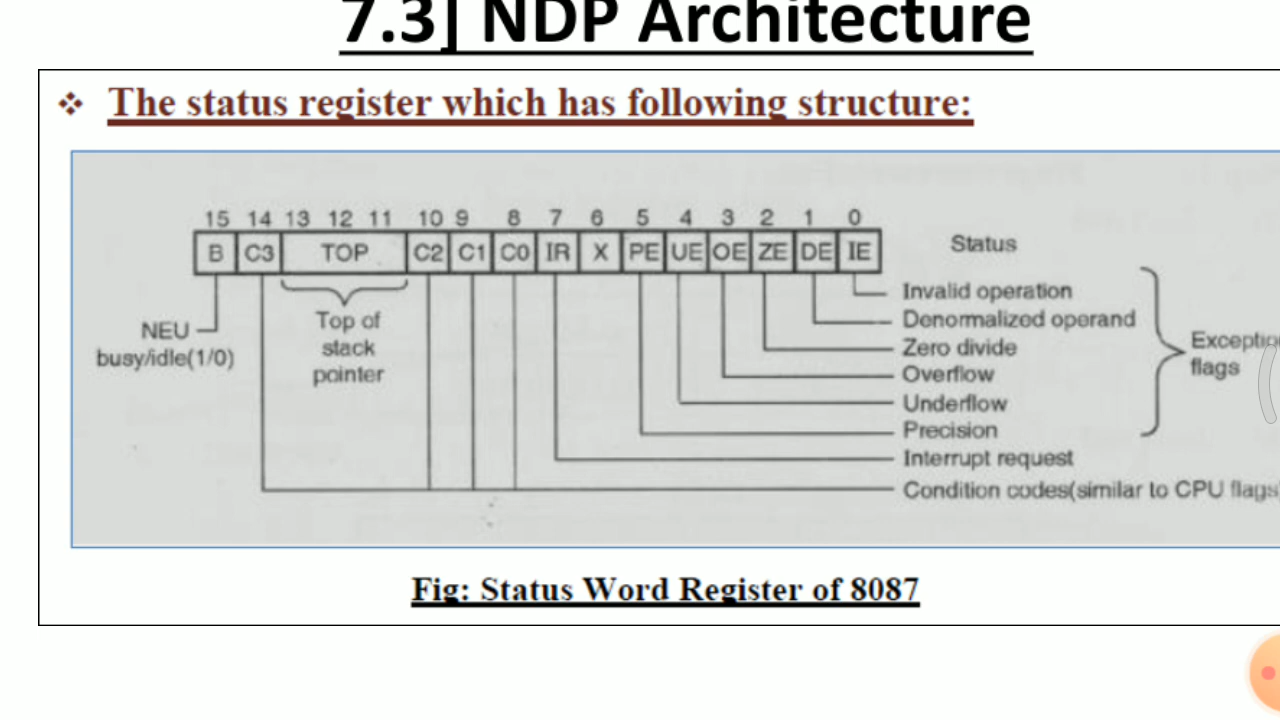 7.3] NDP Architecture
❖ The status register which has following structure:
15 14 13 12 11 10 9 8 7 6 5 4 3 2 1 0
B C3 TOP C2 C1 C0 IR X PE UE OE ZE DE IE
Status
Invalid operation
Denormalized operand
Zero divide
Overflow
Underflow
Precision
Interrupt request
Condition codes(similar to CPU flags
NEU
busy/idle(1/0)
Top of
stack
pointer
flags
Fig: Status Word Register of 8087